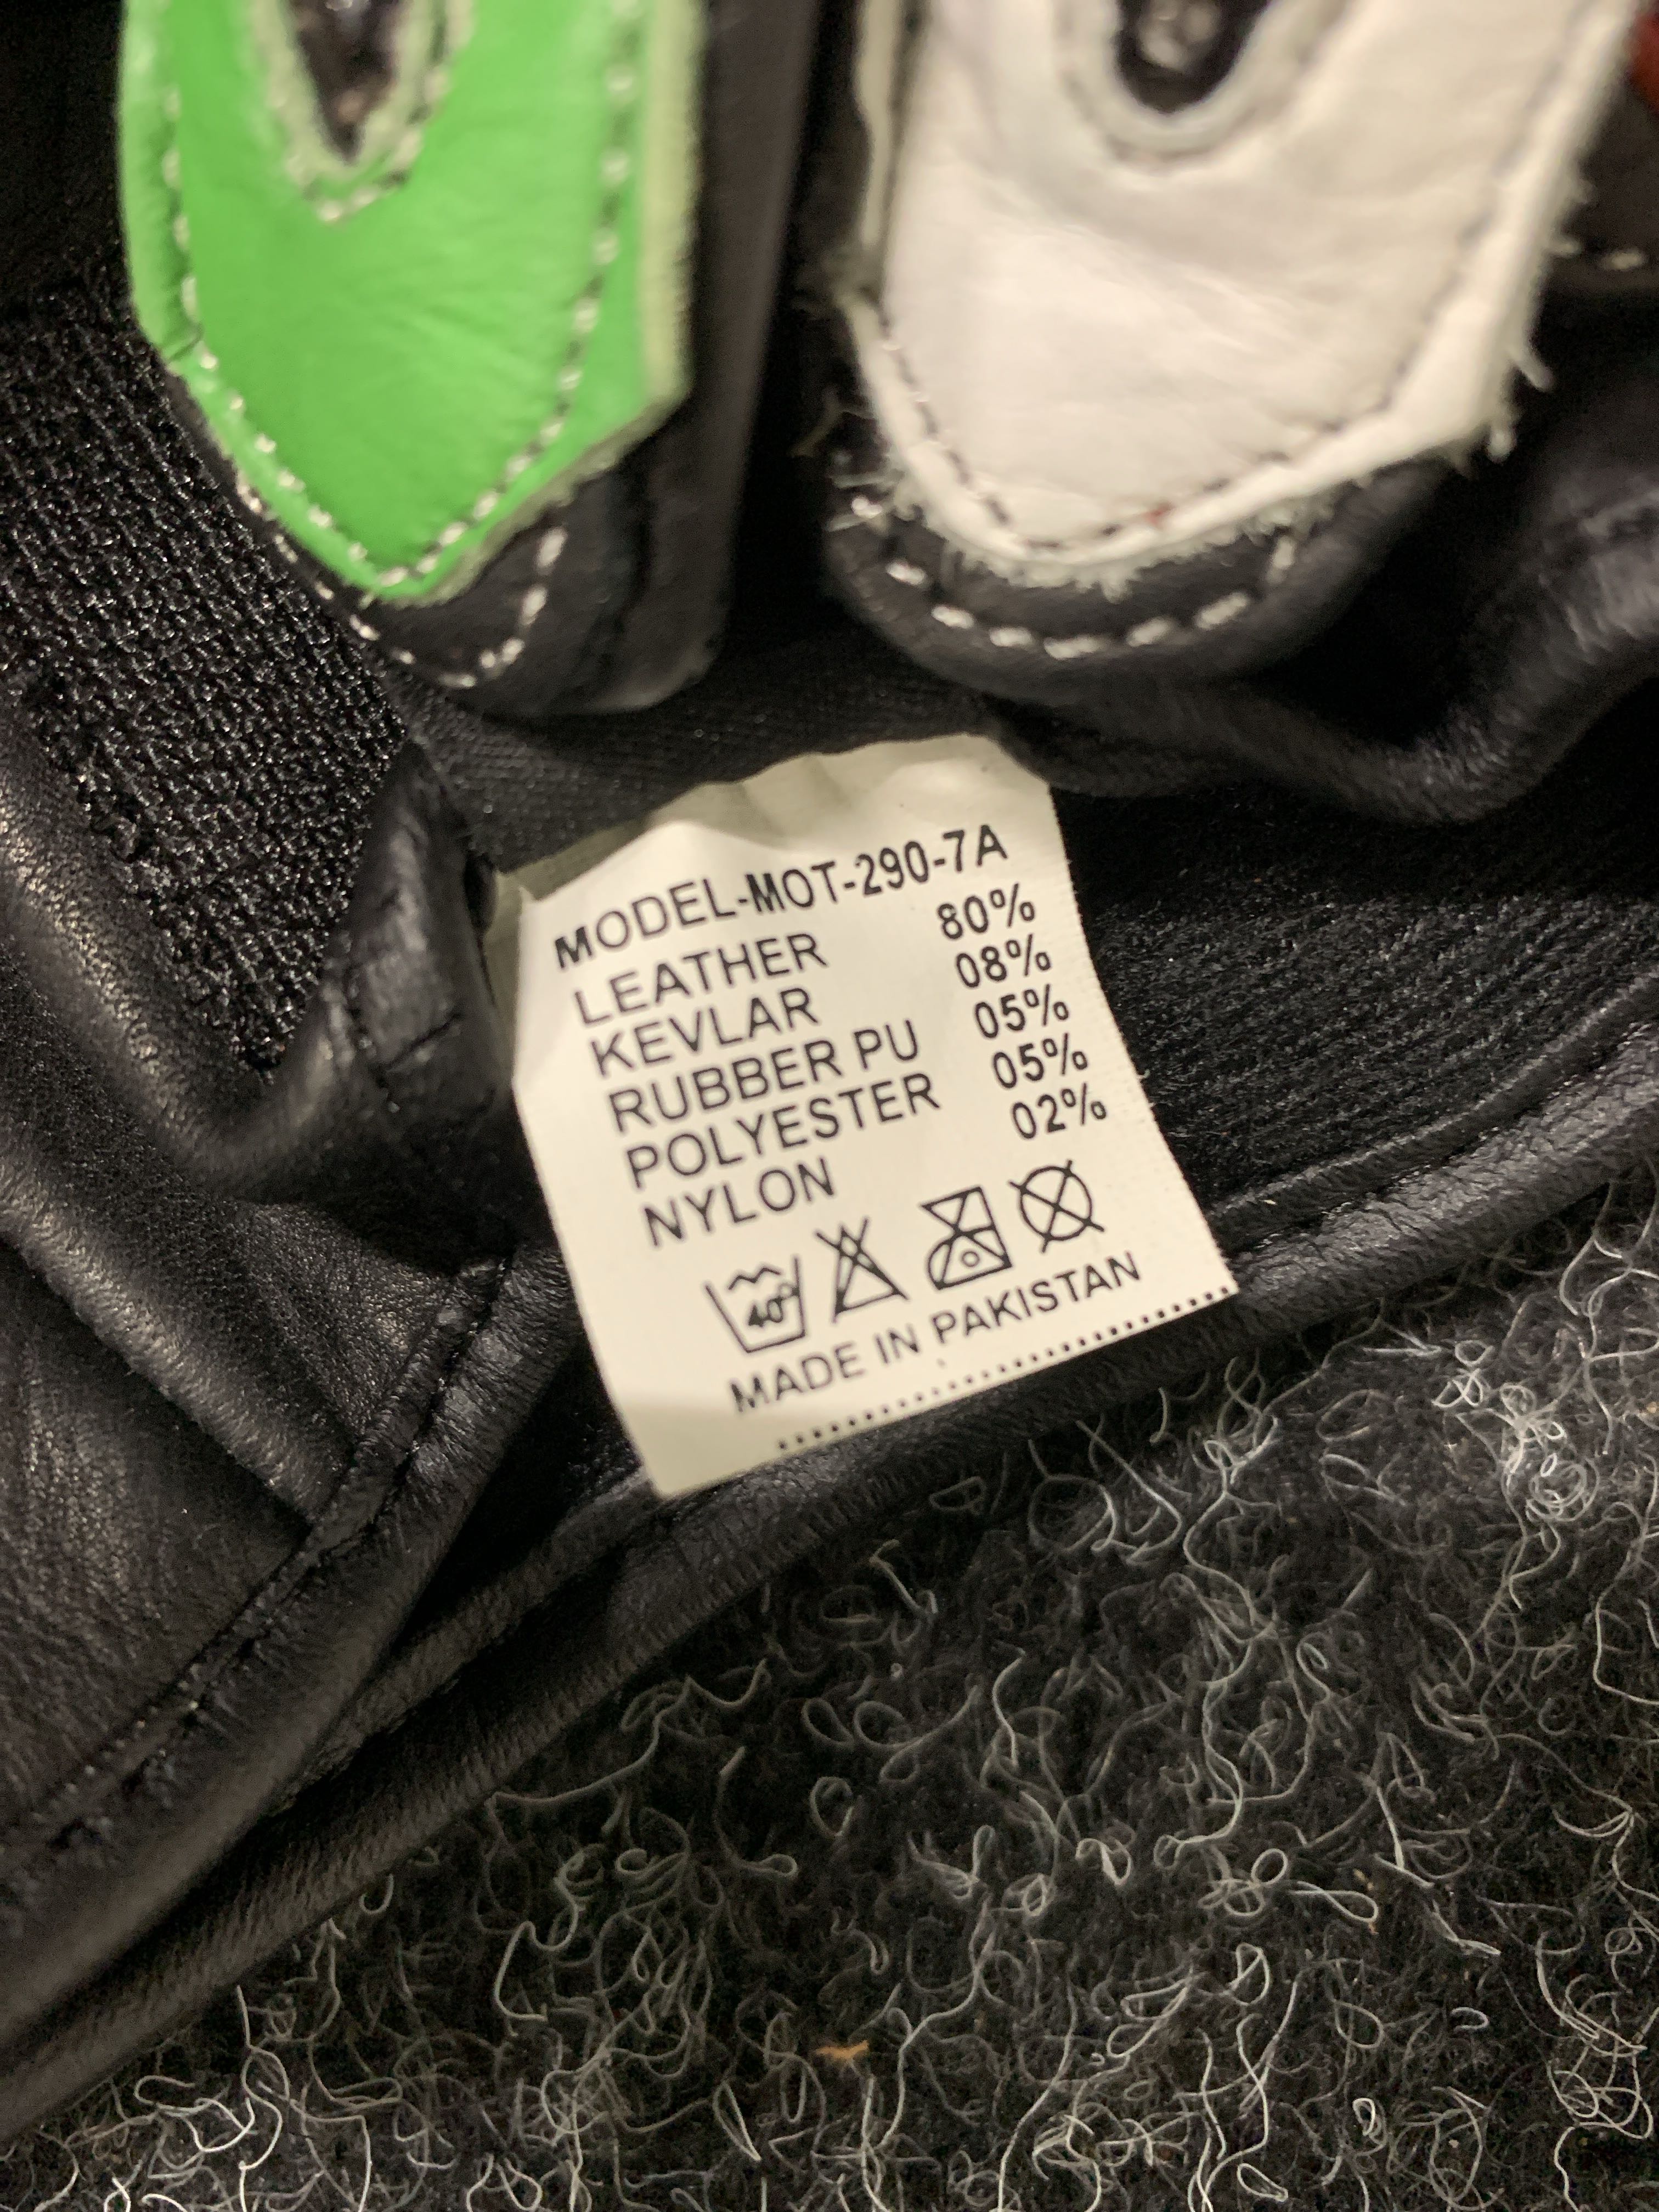 MODEL-MOT-290-7A
LEATHER 80%
KEVLAR 08%
RUBBER PU 05%
POLYESTER 05%
NYLON 02%
40°
MADE IN PAKISTAN